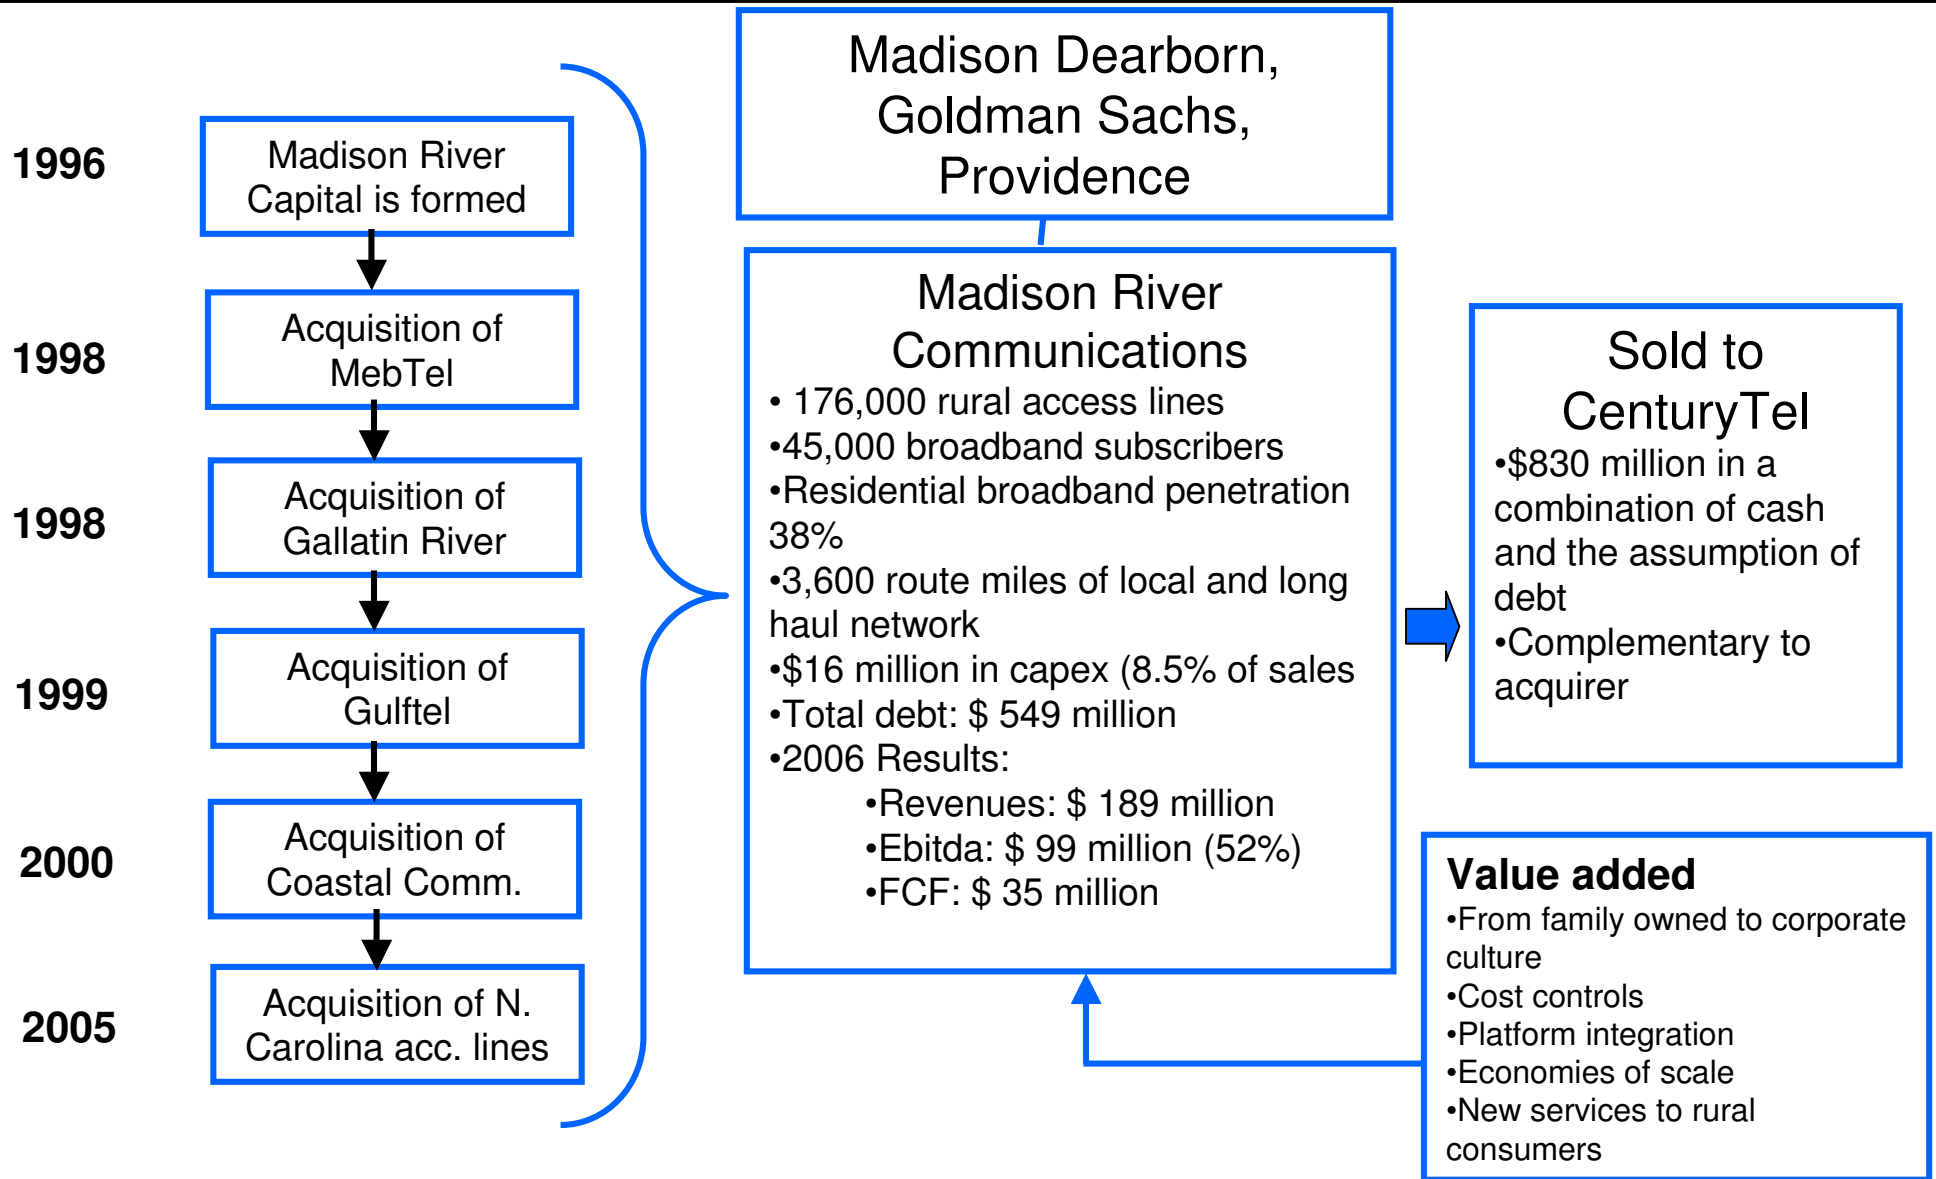 1996
Madison River
Capital is formed
1998
Acquisition of
MebTel
1998
Acquisition of
Gallatin River
1999
Acquisition of
Gulftel
2000
Acquisition of
Coastal Comm.
2005
Acquisition of N.
Carolina acc. lines
Madison Dearborn,
Goldman Sachs,
Providence
Madison River
Communications
• 176,000 rural access lines
•45,000 broadband subscribers
•Residential broadband penetration
38%
•3,600 route miles of local and long
haul network
•$16 million in capex (8.5% of sales
•Total debt: $ 549 million
•2006 Results:
•Revenues: $ 189 million
•Ebitda: $ 99 million (52%)
•FCF: $ 35 million
Sold to
CenturyTel
•$830 million in a
combination of cash
and the assumption of
debt
•Complementary to
acquirer
Value added
•From family owned to corporate
culture
•Cost controls
•Platform integration
•Economies of scale
•New services to rural
consumers